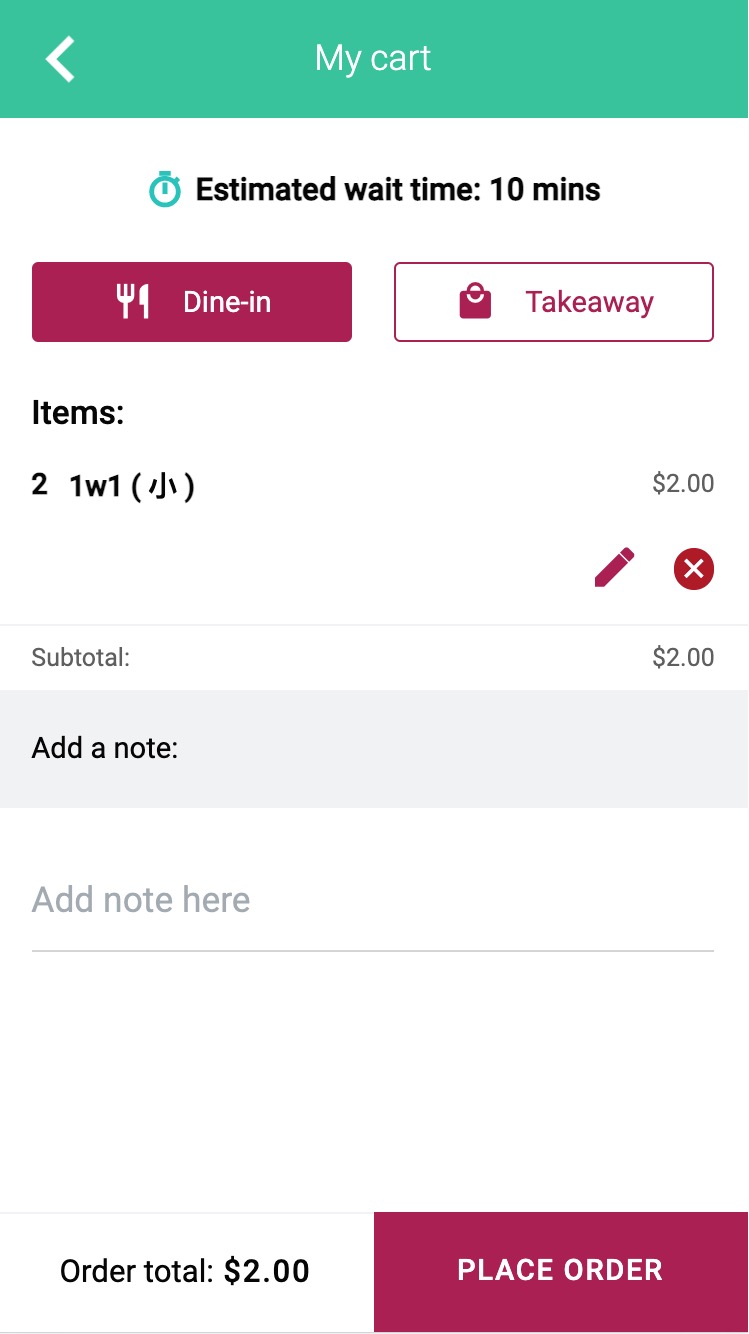 My cart
Estimated wait time: 10 mins
Dine-in
Takeaway
Items:
2 1w1 ( 小 ) $2.00
Subtotal: $2.00
Add a note:
Add note here
Order total: $2.00
PLACE ORDER